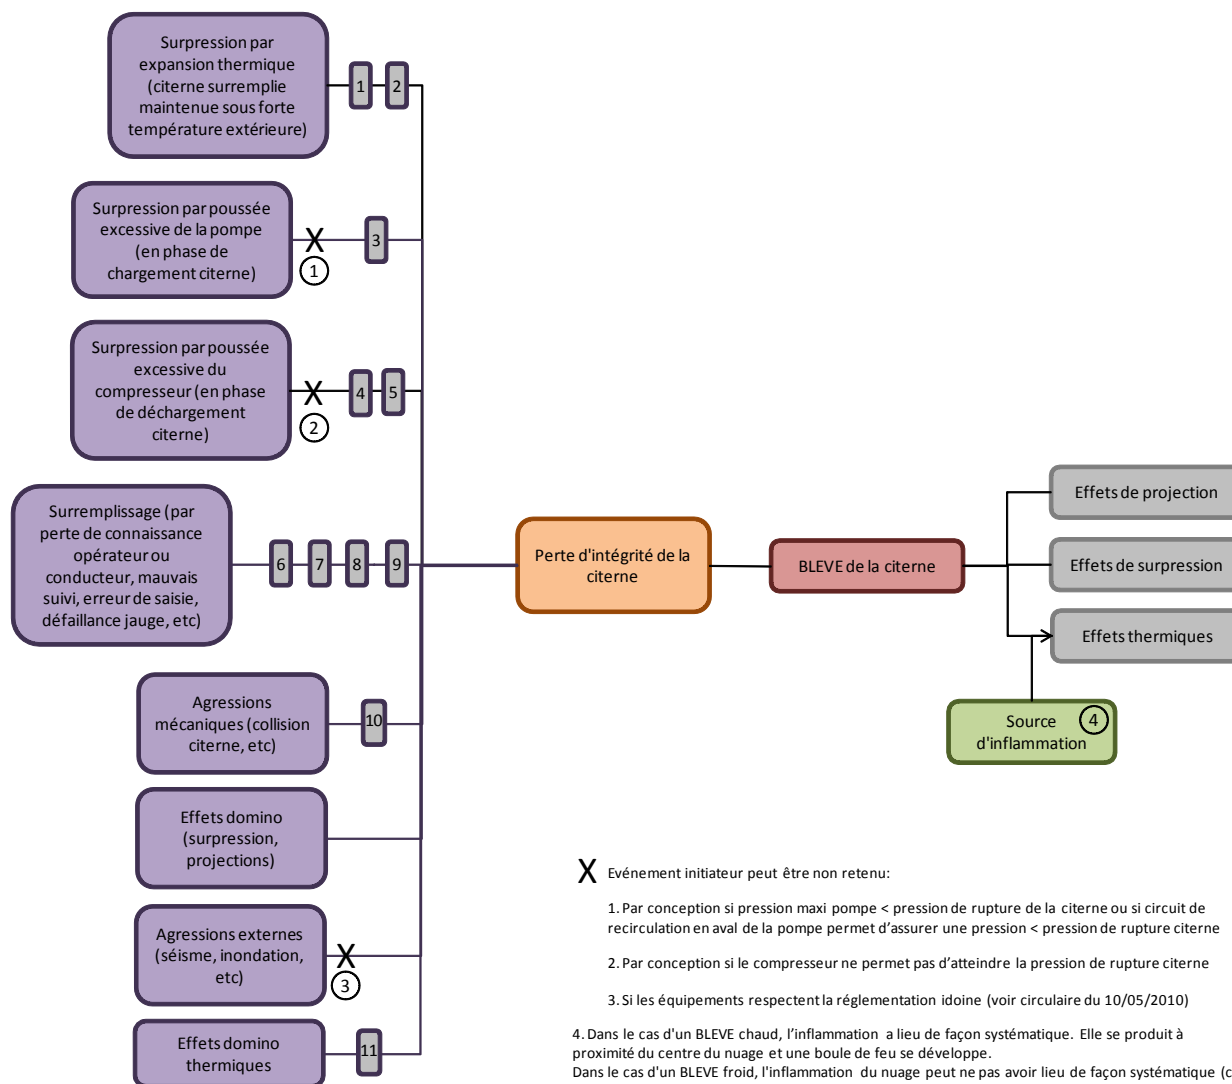 Surpression par
expansion thermique
(citerne surremplie
maintenue sous forte
température extérieure)
1
2
Surpression par poussée
excessive de la pompe
(en phase de
chargement citerne)
X
1
3
Surpression par poussée
excessive du
compresseur (en phase
de déchargement
citerne)
X
2
4
5
Surremplissage (par
perte de connaissance
opérateur ou
conducteur, mauvais
suivi, erreur de saisie,
défaillance jauge, etc)
6
7
8
9
Agressions
mécaniques (collision
citerne, etc)
10
Effets domino
(surpression,
projections)
Agressions externes
(séisme, inondation,
etc)
X
3
Effets domino
thermiques
11
Perte d'intégrité de la
citerne
BLEVE de la citerne
Effets de projection
Effets de surpression
Effets thermiques
Source
d'inflammation
4
X Evénement initiateur peut être non retenu:
1. Par conception si pression maxi pompe < pression de rupture de la citerne ou si circuit de
recirculation en aval de la pompe permet d'assurer une pression < pression de rupture citerne
2. Par conception si le compresseur ne permet pas d'atteindre la pression de rupture citerne
3. Si les équipements respectent la réglementation idoine (voir circulaire du 10/05/2010)
4. Dans le cas d'un BLEVE chaud, l'inflammation a lieu de façon systématique. Elle se produit à
proximité du centre du nuage et une boule de feu se développe.
Dans le cas d'un BLEVE froid, l'inflammation du nuage peut ne pas avoir lieu de façon systématique (c